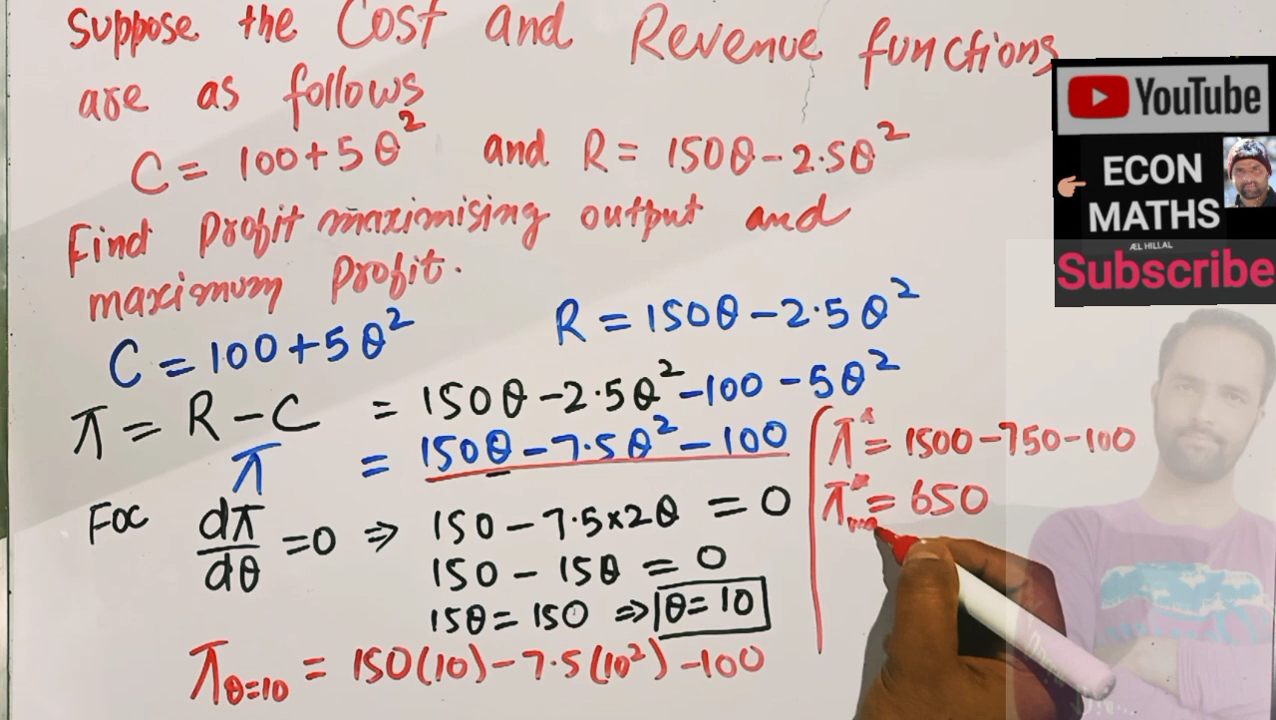 Suppose the Cost and Revenue functions
are as follows
C = 100 + 5θ² and R = 150θ - 2.5θ²
Find Profit maximising output and
maximum Profit.
C = 100 + 5θ² R = 150θ - 2.5θ²
π = R - C = 150θ - 2.5θ² - 100 - 5θ²
π = 150θ - 7.5θ² - 100
FOC dπ/dθ = 0 ⇒ 150 - 7.5×2θ = 0
150 - 15θ = 0
15θ = 150 ⇒ θ = 10
π θ=10 = 150(10) - 7.5(10²) - 100
π* = 1500 - 750 - 100
π* = 650
YouTube
ECON
MATHS
ÆL HILLAL
Subscribe